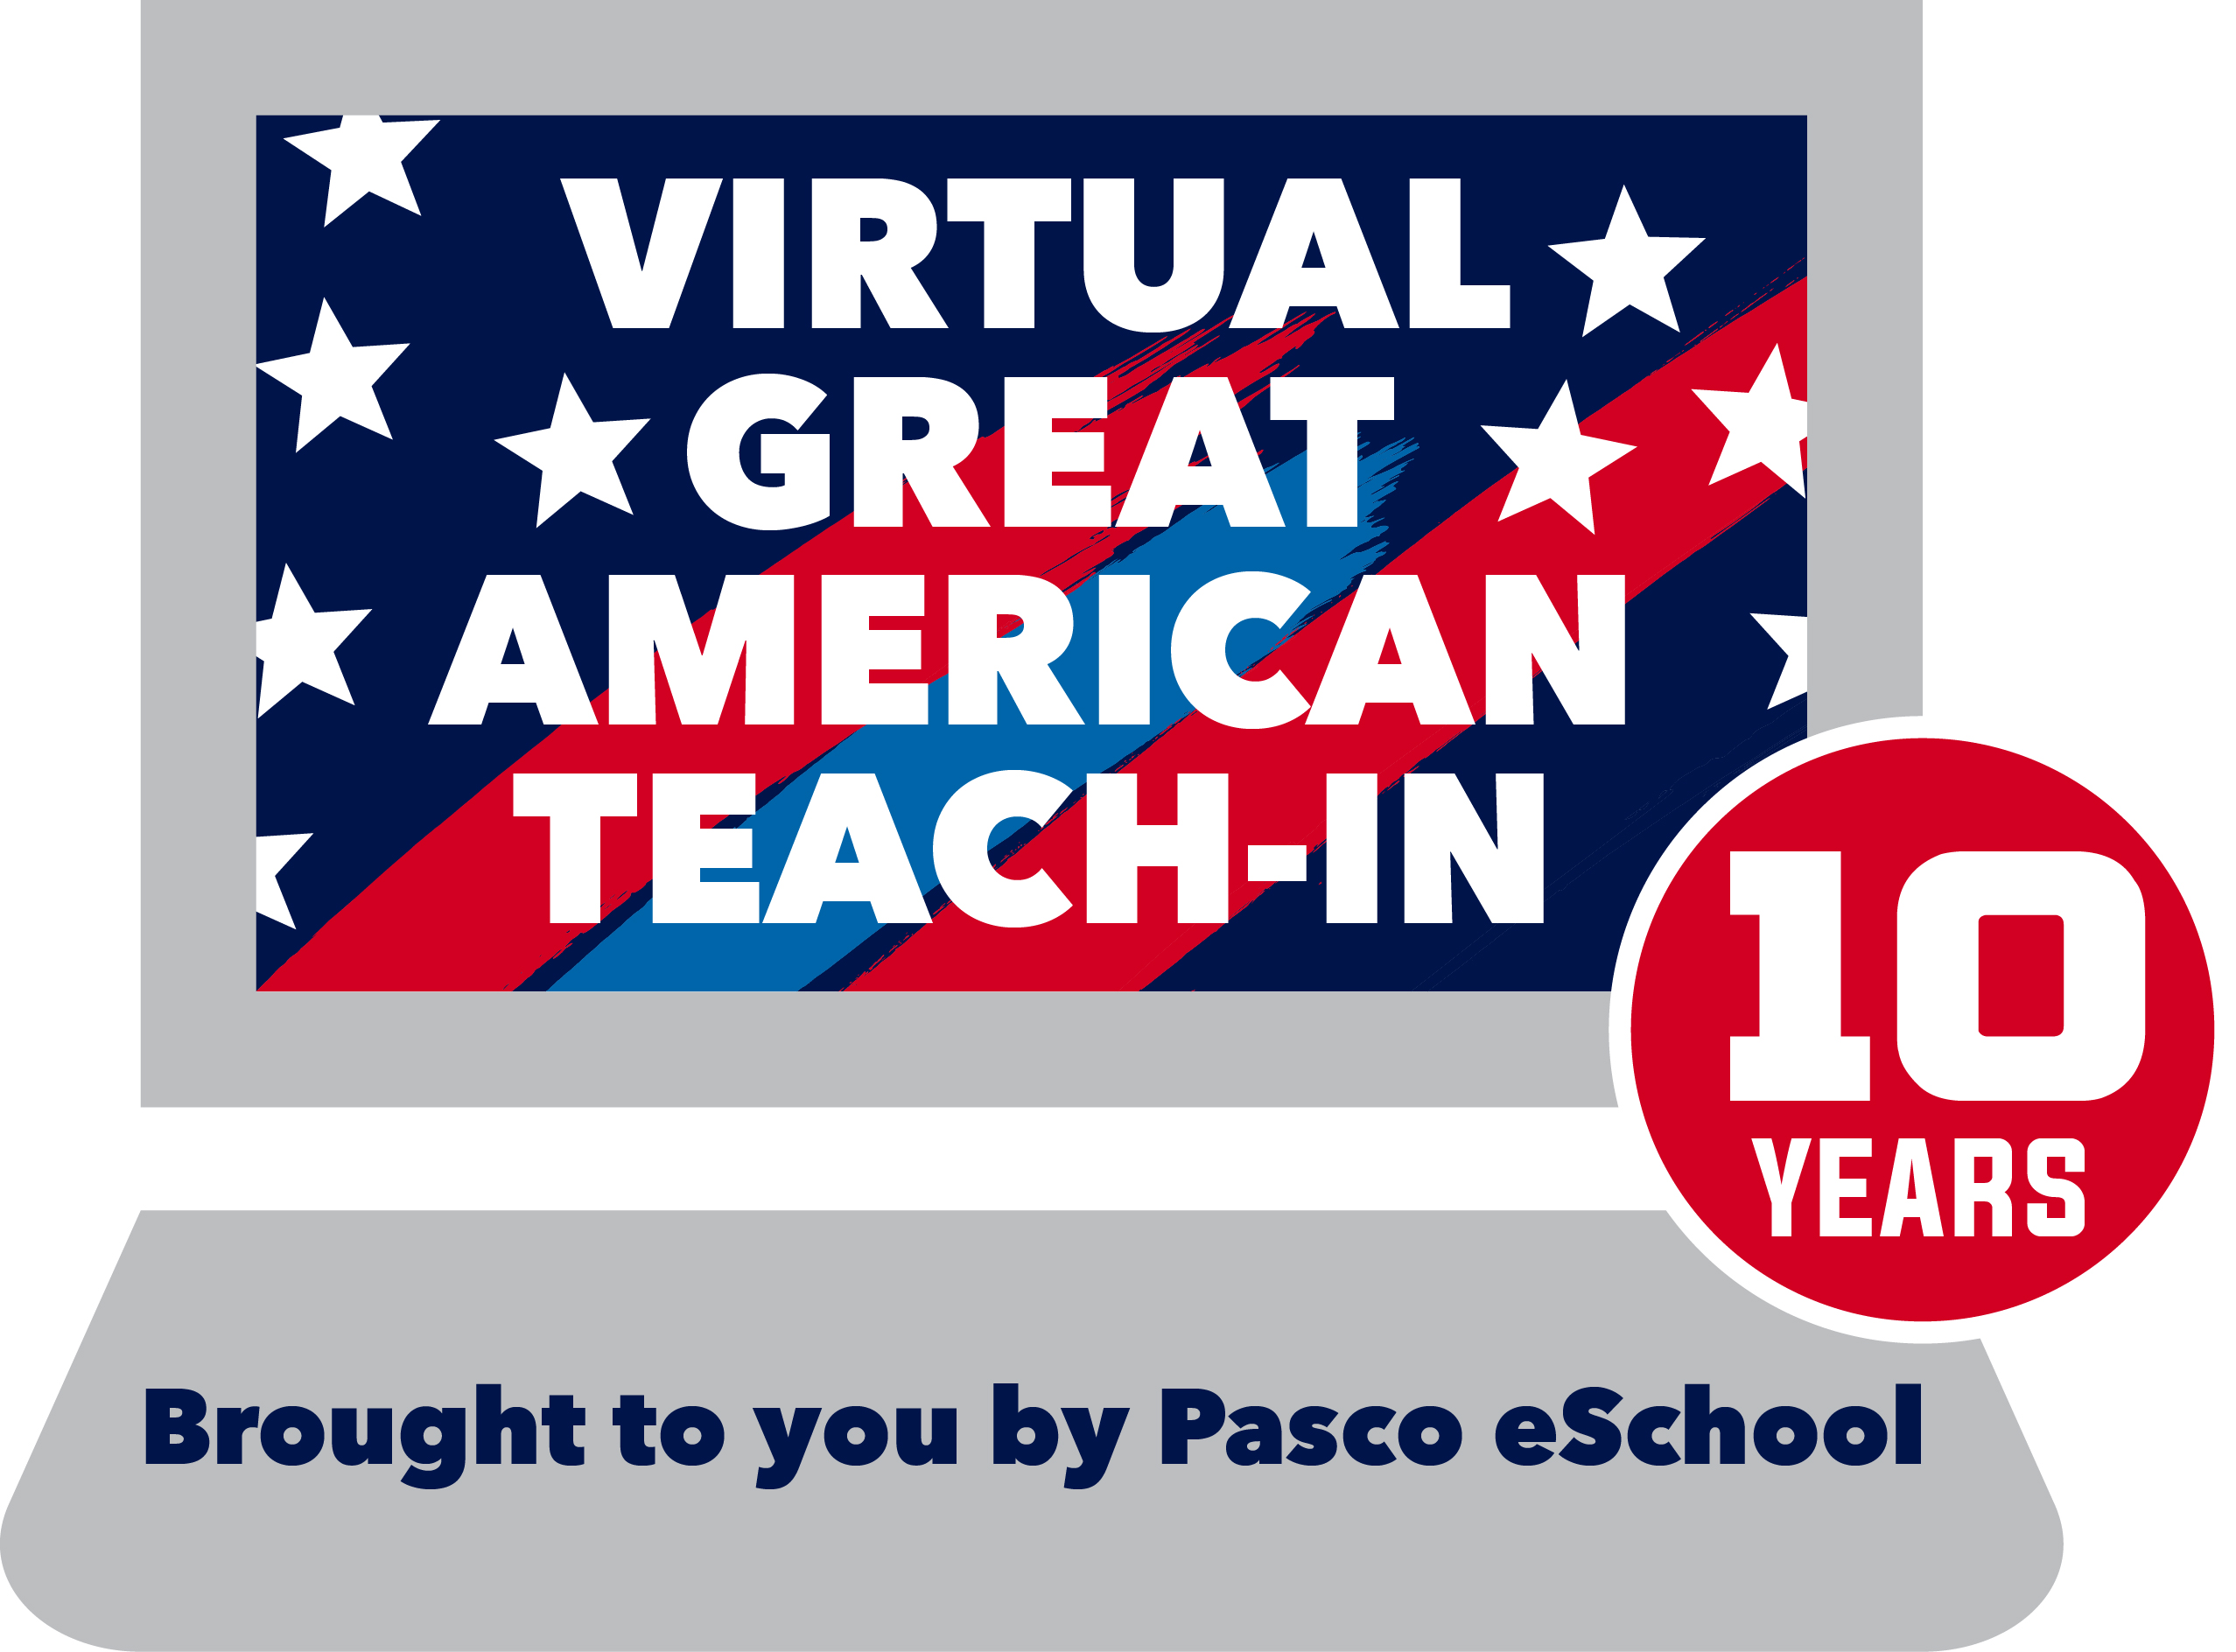 VIRTUAL
GREAT
AMERICAN
TEACH-IN
10
YEARS
Brought to you by Pasco eSchool